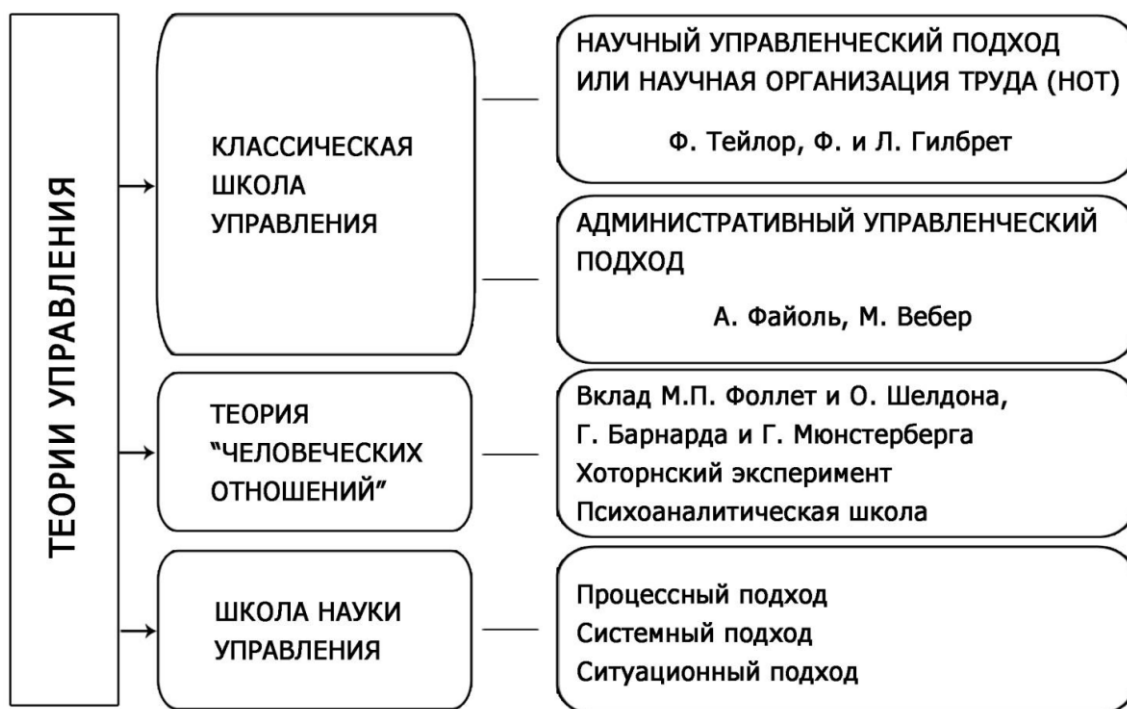 ТЕОРИИ УПРАВЛЕНИЯ
КЛАССИЧЕСКАЯ
ШКОЛА
УПРАВЛЕНИЯ
НАУЧНЫЙ УПРАВЛЕНЧЕСКИЙ ПОДХОД
ИЛИ НАУЧНАЯ ОРГАНИЗАЦИЯ ТРУДА (НОТ)
Ф. Тейлор, Ф. и Л. Гилбрет
АДМИНИСТРАТИВНЫЙ УПРАВЛЕНЧЕСКИЙ
ПОДХОД
А. Файоль, М. Вебер
ТЕОРИЯ
"ЧЕЛОВЕЧЕСКИХ
ОТНОШЕНИЙ"
Вклад М.П. Фоллет и О. Шелдона,
Г. Барнарда и Г. Мюнстерберга
Хоторнский эксперимент
Психоаналитическая школа
ШКОЛА НАУКИ
УПРАВЛЕНИЯ
Процессный подход
Системный подход
Ситуационный подход